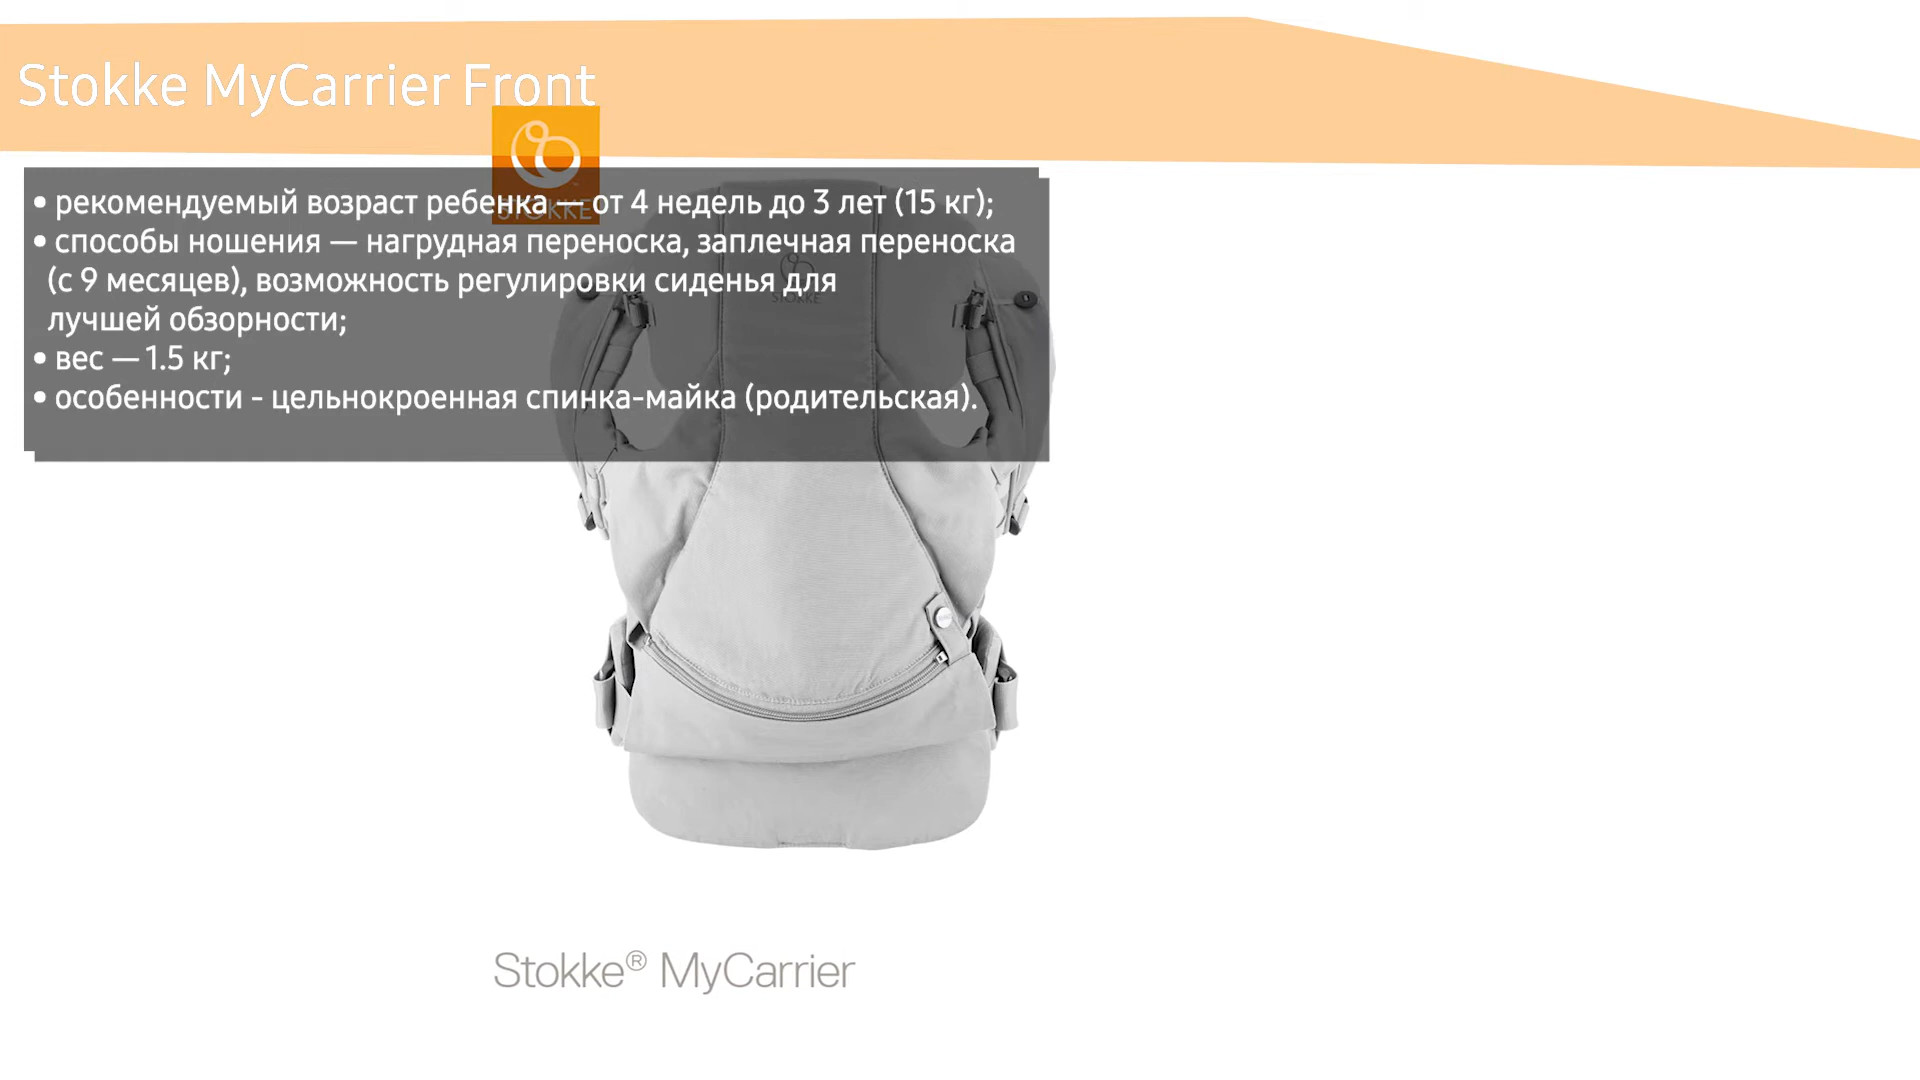 Stokke MyCarrier Front
STOKKE
• рекомендуемый возраст ребенка — от 4 недель до 3 лет (15 кг);
• способы ношения — нагрудная переноска, заплечная переноска
(с 9 месяцев), возможность регулировки сиденья для
лучшей обзорности;
STOKKE
• вес — 1.5 кг;
• особенности - цельнокроенная спинка-майка (родительская).
Stokke® MyCarrier